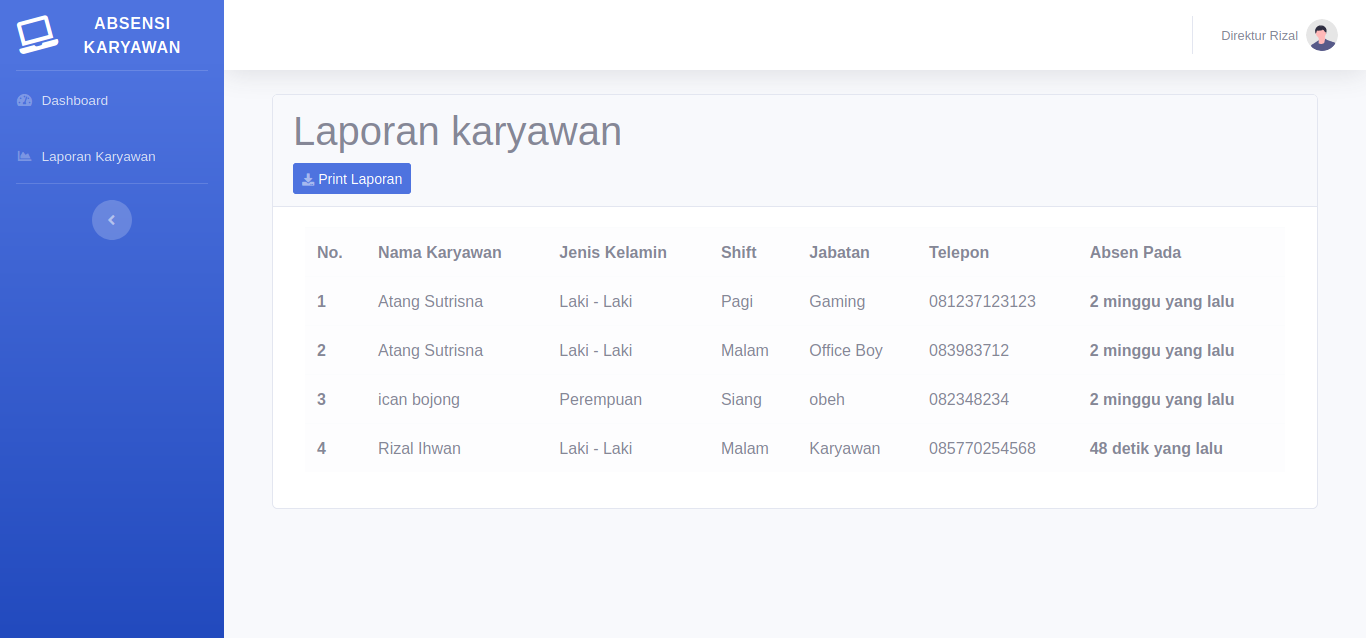 ABSENSI
KARYAWAN
Direktur Rizal
Dashboard
Laporan Karyawan
Laporan karyawan
Print Laporan
No. Nama Karyawan Jenis Kelamin Shift Jabatan Telepon Absen Pada
1 Atang Sutrisna Laki - Laki Pagi Gaming 081237123123 2 minggu yang lalu
2 Atang Sutrisna Laki - Laki Malam Office Boy 083983712 2 minggu yang lalu
3 ican bojong Perempuan Siang obeh 082348234 2 minggu yang lalu
4 Rizal Ihwan Laki - Laki Malam Karyawan 085770254568 48 detik yang lalu